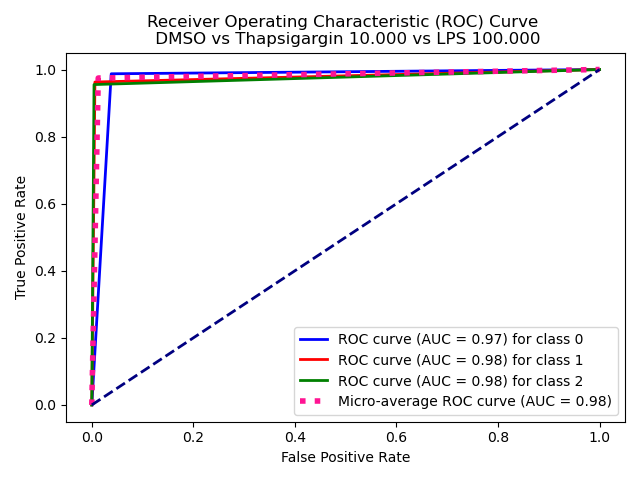 Receiver Operating Characteristic (ROC) Curve
DMSO vs Thapsigargin 10.000 vs LPS 100.000
True Positive Rate
1.0
0.8
0.6
0.4
0.2
0.0
ROC curve (AUC = 0.97) for class 0
ROC curve (AUC = 0.98) for class 1
ROC curve (AUC = 0.98) for class 2
Micro-average ROC curve (AUC = 0.98)
0.0 0.2 0.4 0.6 0.8 1.0
False Positive Rate